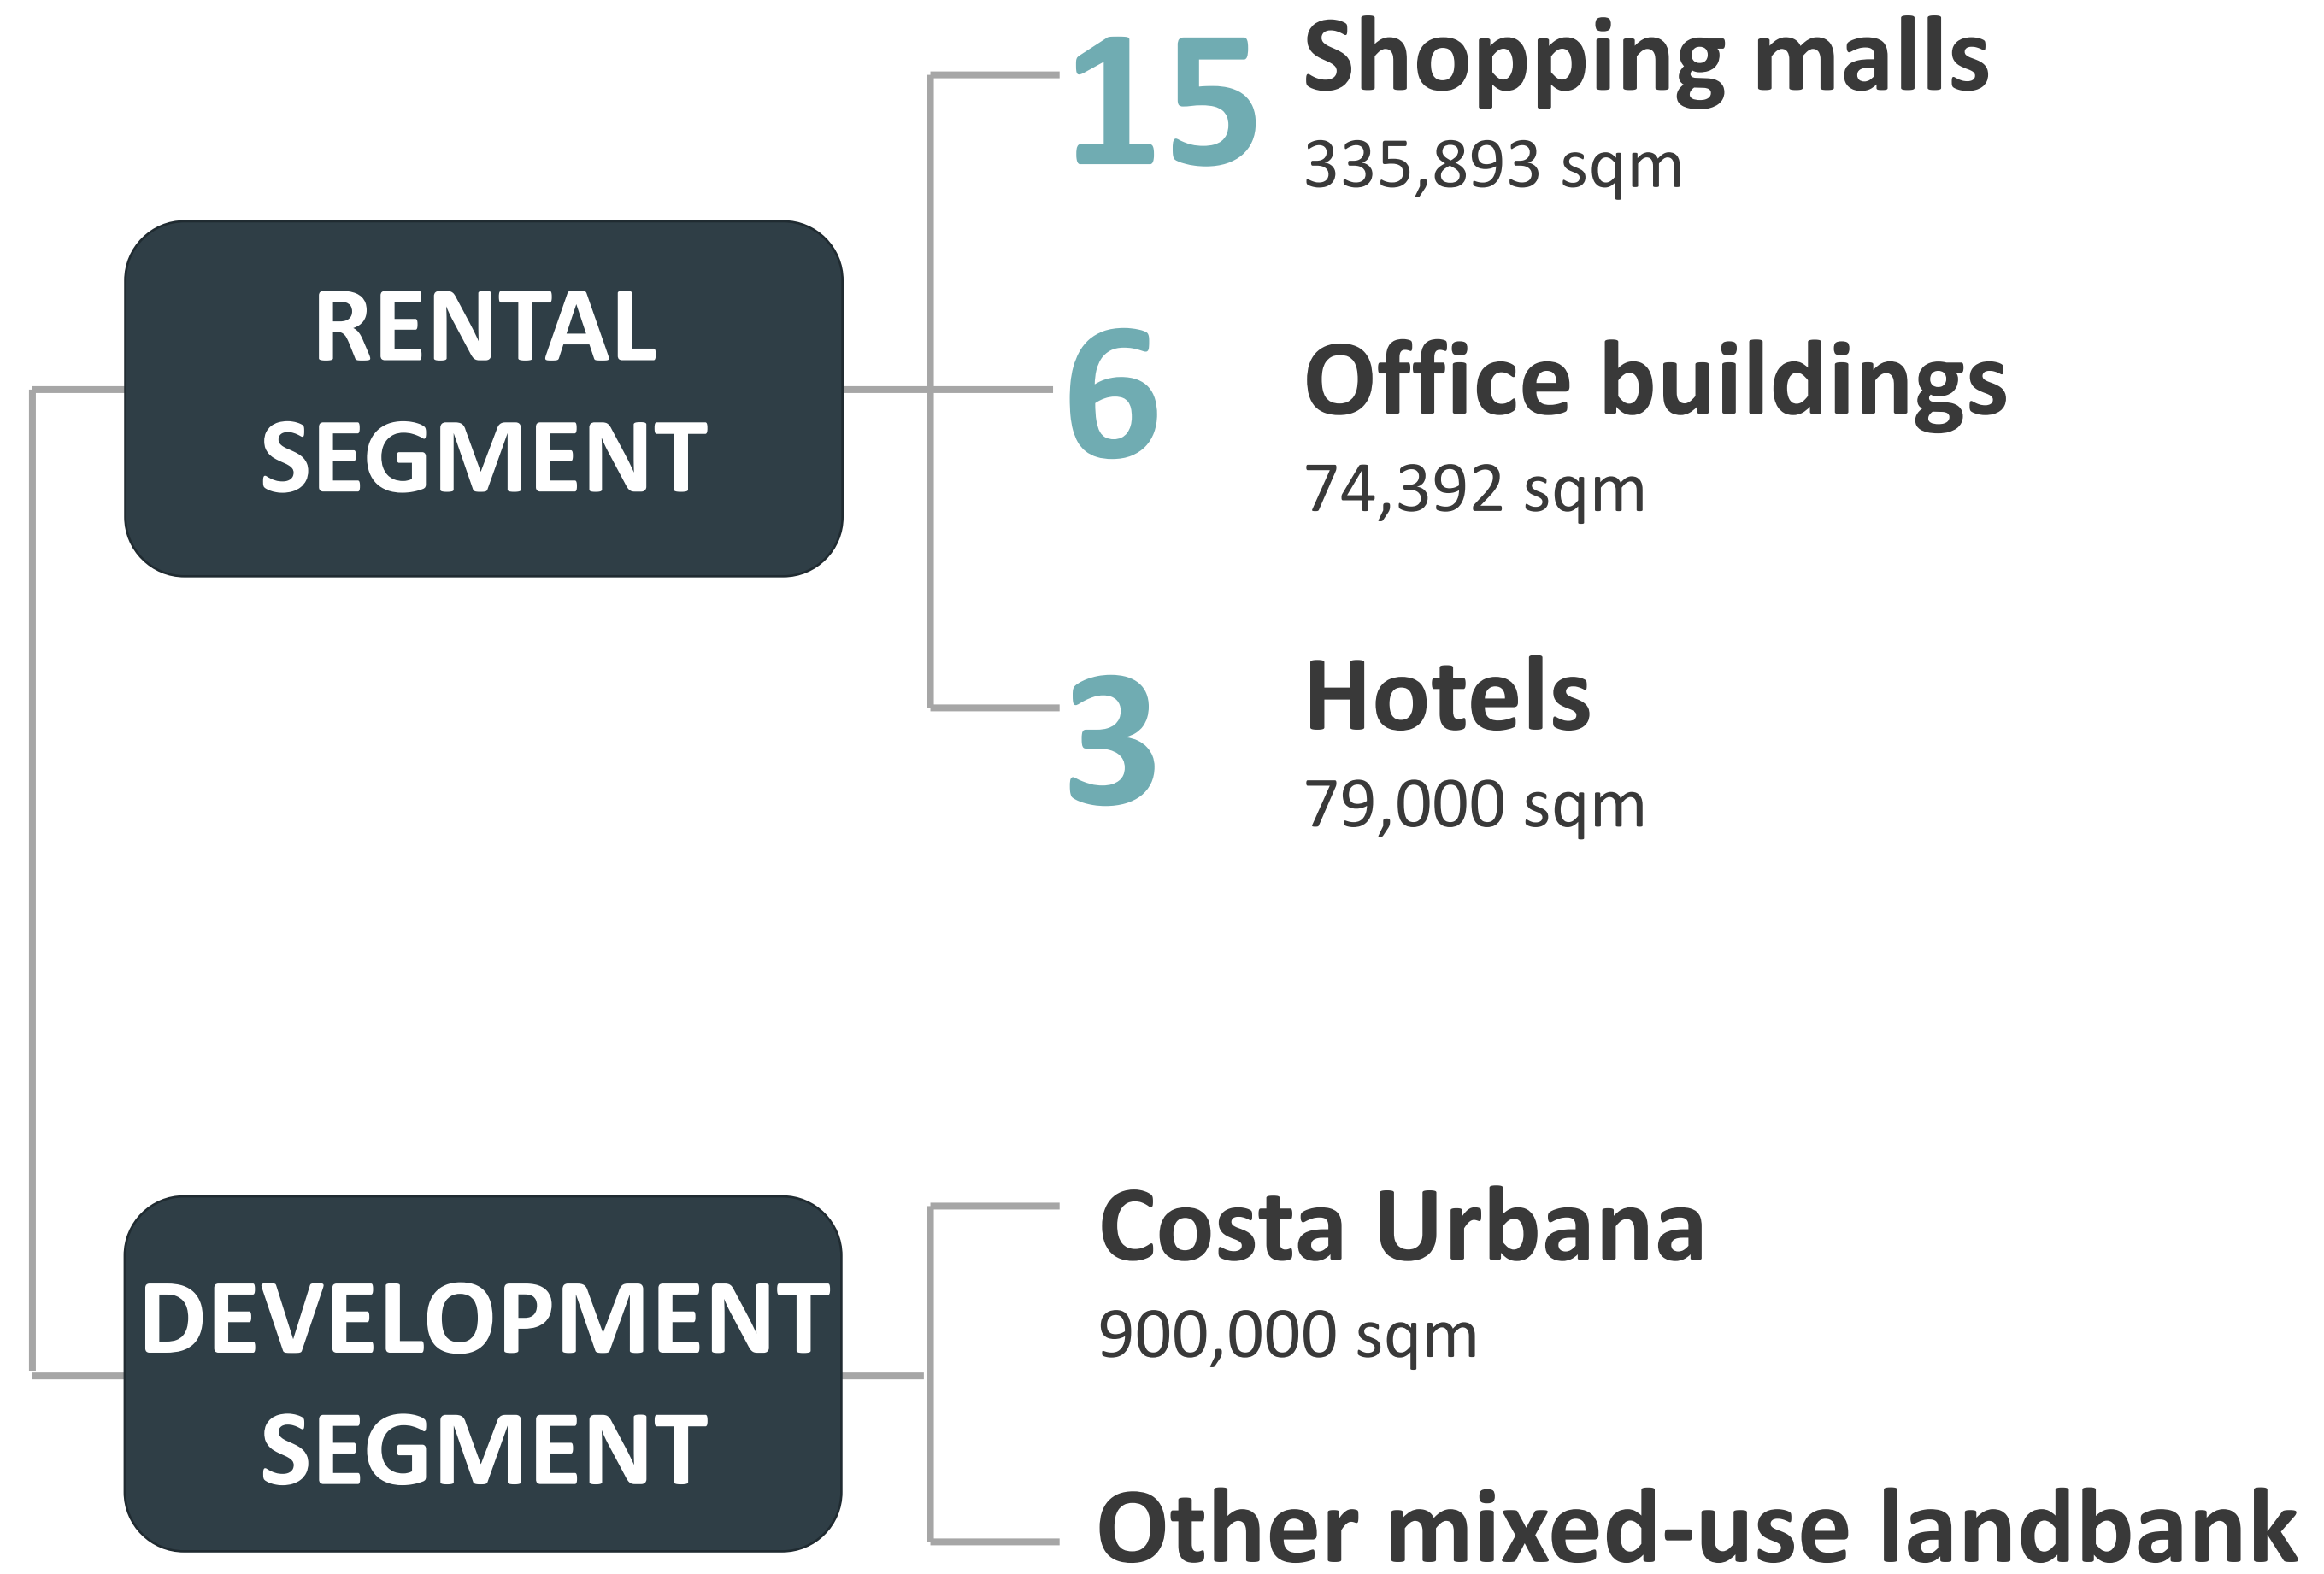 RENTAL
SEGMENT
15
Shopping malls
335,893 sqm
6
Office buildings
74,392 sqm
3
Hotels
79,000 sqm
DEVELOPMENT
SEGMENT
Costa Urbana
900,000 sqm
Other mixed-use landbank